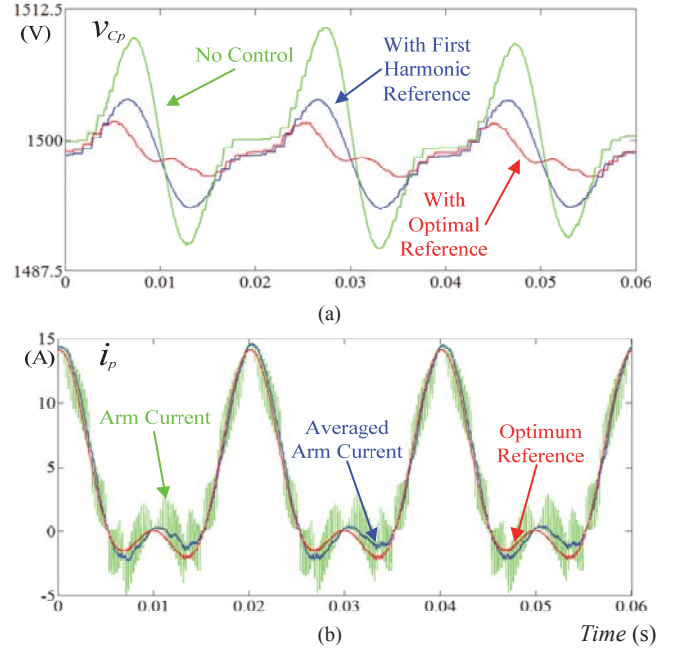 1512.5
(V)
v_Cp
No Control
With First
Harmonic
Reference
1500
With
Optimal
Reference
1487.5
0 0.01 0.02 0.03 0.04 0.05 0.06
(a)
15
(A)
i_p
10
Arm Current
Averaged
Arm Current
Optimum
Reference
5
0
-5
0 0.01 0.02 0.03 0.04 0.05 0.06
(b)
Time (s)